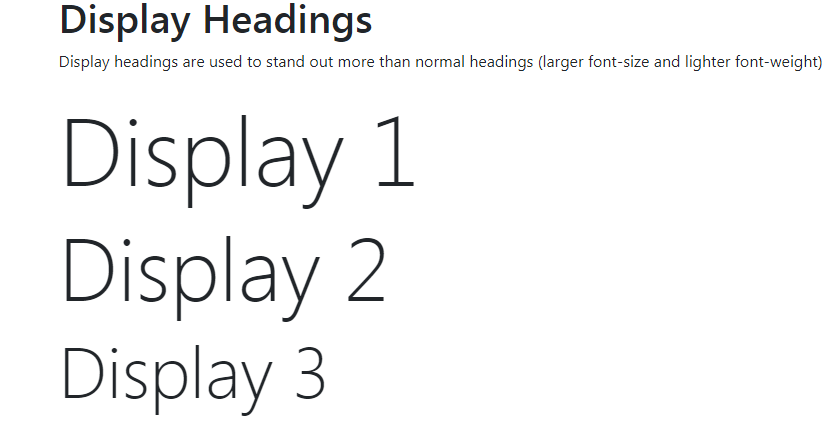 Display Headings
Display headings are used to stand out more than normal headings (larger font-size and lighter font-weight)
Display 1
Display 2
Display 3